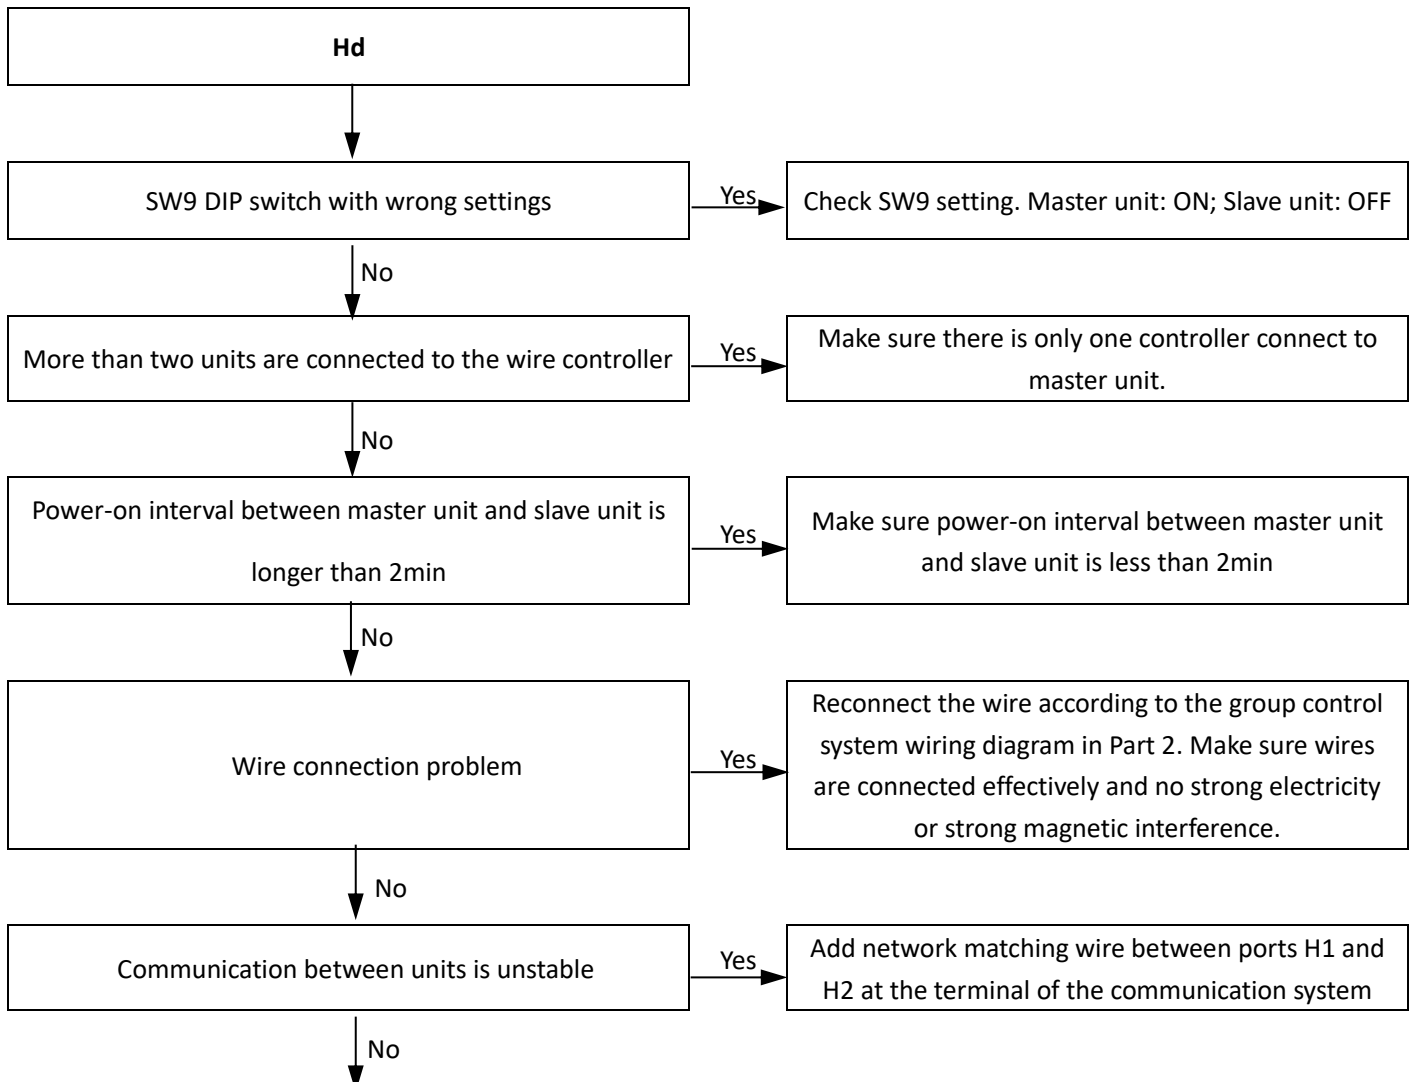 Hd
SW9 DIP switch with wrong settings
Yes
Check SW9 setting. Master unit: ON; Slave unit: OFF
No
More than two units are connected to the wire controller
Yes
Make sure there is only one controller connect to
master unit.
No
Power-on interval between master unit and slave unit is
longer than 2min
Yes
Make sure power-on interval between master unit
and slave unit is less than 2min
No
Wire connection problem
Yes
Reconnect the wire according to the group control
system wiring diagram in Part 2. Make sure wires
are connected effectively and no strong electricity
or strong magnetic interference.
No
Communication between units is unstable
Yes
Add network matching wire between ports H1 and
H2 at the terminal of the communication system
No